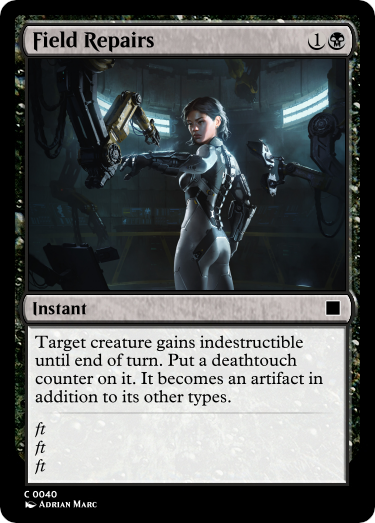 Field Repairs 1
Instant
Target creature gains indestructible
until end of turn. Put a deathtouch
counter on it. It becomes an artifact in
addition to its other types.
ft
ft
ft
C 0040
Adrian Marc